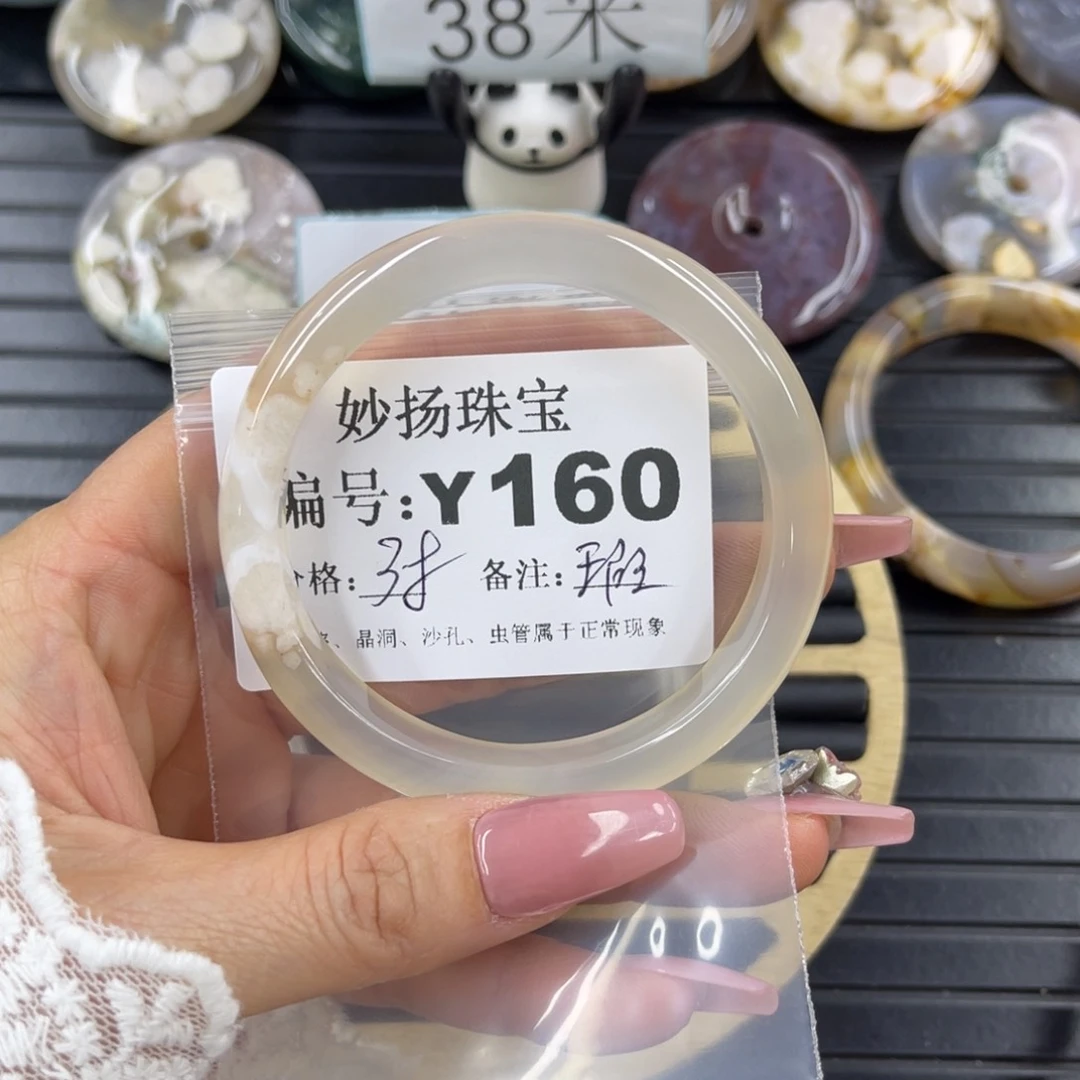 38米
妙扬珠宝
编号:Y160
价格: 备注:
、晶洞、沙孔、虫管属于正常现象